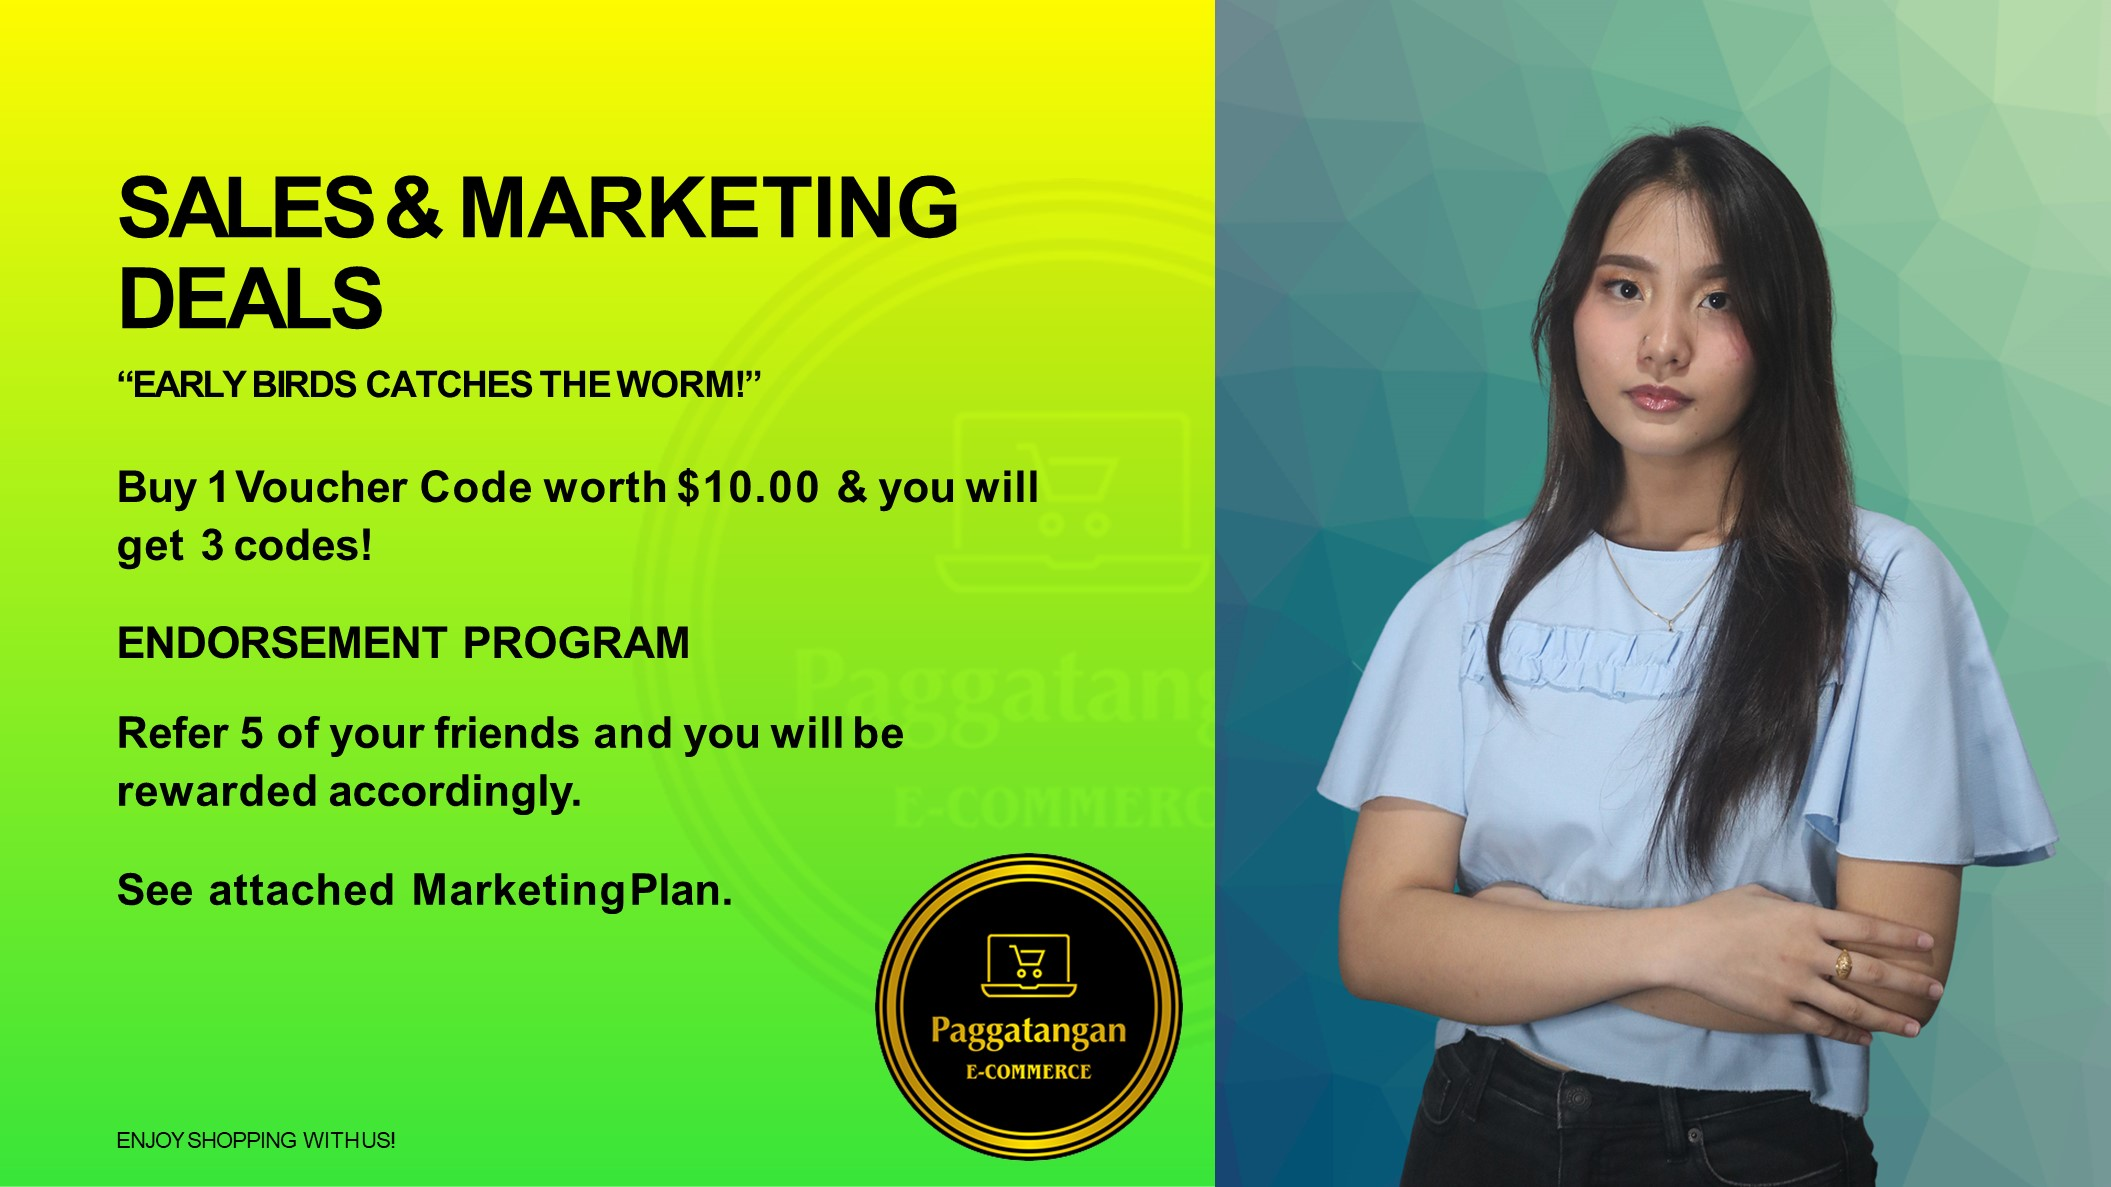 SALES & MARKETING
DEALS
“EARLY BIRDS CATCHES THE WORM!”
Buy 1 Voucher Code worth $10.00 & you will
get 3 codes!
ENDORSEMENT PROGRAM
Refer 5 of your friends and you will be
rewarded accordingly.
See attached Marketing Plan.
Paggatang
E-COMMERC
Paggatangan
E-COMMERCE
ENJOY SHOPPING WITH US!